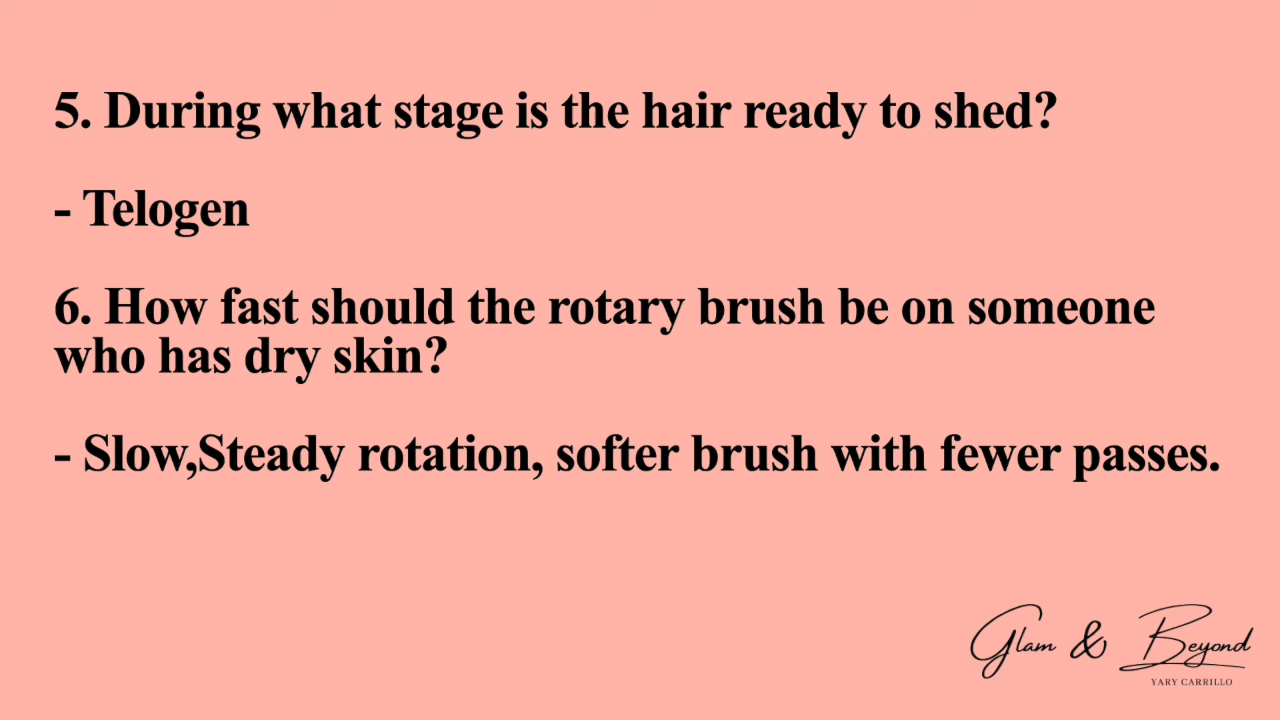 5. During what stage is the hair ready to shed?
- Telogen
6. How fast should the rotary brush be on someone
who has dry skin?
- Slow,Steady rotation, softer brush with fewer passes.
Glam & Beyond
YARY CARRILLO